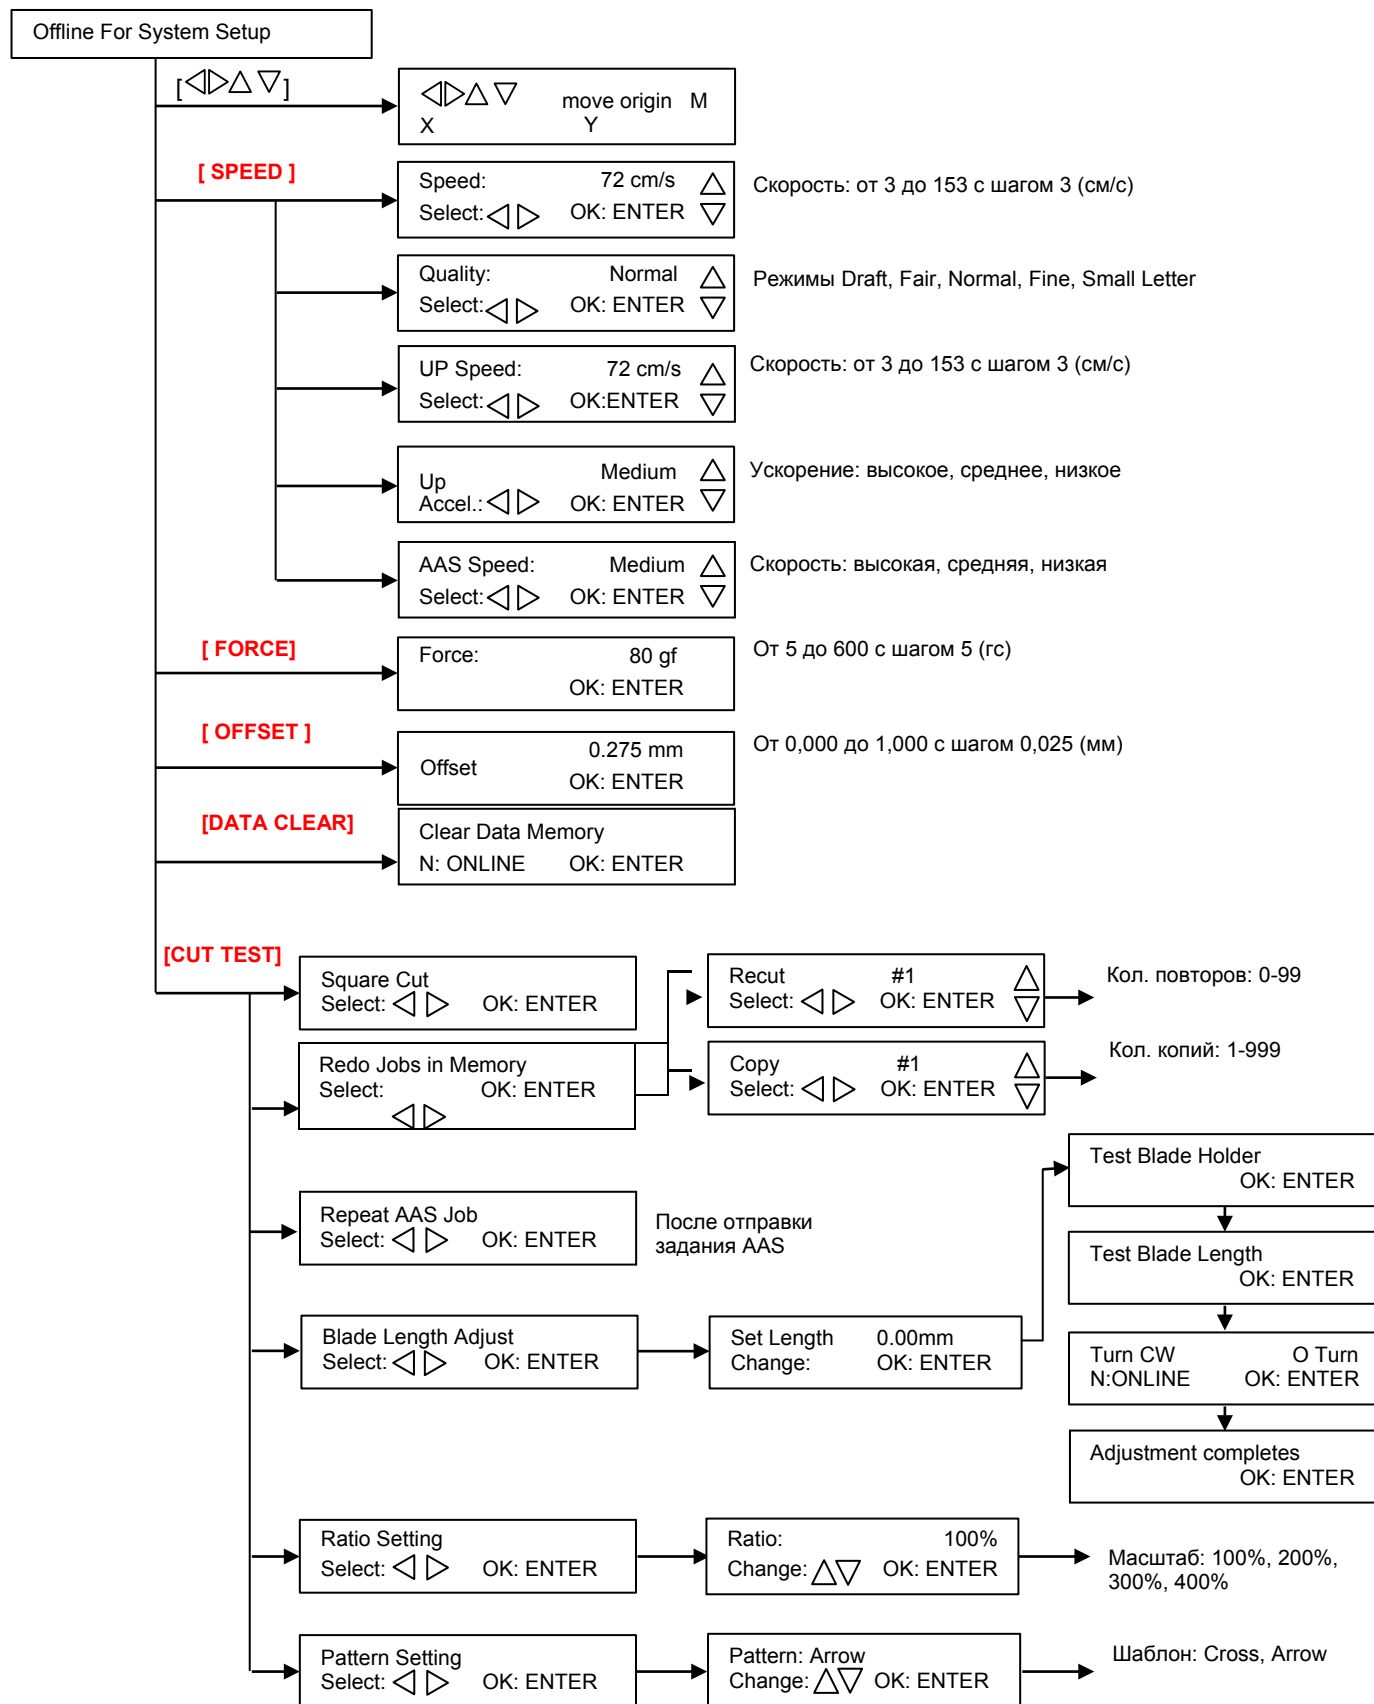 Offline For System Setup
[◁▷△ ▽]
◁▷△ ▽ move origin M
X Y
[ SPEED ]
Speed: 72 cm/s △
Select: ◁ ▷ OK: ENTER ▽
Скорость: от 3 до 153 с шагом 3 (см/с)
Quality: Normal △
Select: ◁ ▷ OK: ENTER ▽
Режимы Draft, Fair, Normal, Fine, Small Letter
UP Speed: 72 cm/s △
Select: ◁ ▷ OK:ENTER ▽
Скорость: от 3 до 153 с шагом 3 (см/с)
Medium △
Up
Accel.: ◁ ▷ OK: ENTER ▽
Ускорение: высокое, среднее, низкое
AAS Speed: Medium △
Select: ◁ ▷ OK: ENTER ▽
Скорость: высокая, средняя, низкая
[ FORCE]
Force: 80 gf
OK: ENTER
От 5 до 600 с шагом 5 (гс)
[ OFFSET ]
0.275 mm
Offset
OK: ENTER
От 0,000 до 1,000 с шагом 0,025 (мм)
[DATA CLEAR]
Clear Data Memory
N: ONLINE OK: ENTER
[CUT TEST]
Square Cut
Select: ◁ ▷ OK: ENTER
Redo Jobs in Memory
Select: OK: ENTER
◁ ▷
Recut #1 △
Select: ◁ ▷ OK: ENTER ▽
Кол. повторов: 0-99
Copy #1 △
Select: ◁ ▷ OK: ENTER ▽
Кол. копий: 1-999
Repeat AAS Job
Select: ◁ ▷ OK: ENTER
После отправки
задания AAS
Blade Length Adjust
Select: ◁ ▷ OK: ENTER
Set Length 0.00mm
Change: OK: ENTER
Test Blade Holder
OK: ENTER
Test Blade Length
OK: ENTER
Turn CW O Turn
N:ONLINE OK: ENTER
Adjustment completes
OK: ENTER
Ratio Setting
Select: ◁ ▷ OK: ENTER
Ratio: 100%
Change: △▽ OK: ENTER
Масштаб: 100%, 200%,
300%, 400%
Pattern Setting
Select: ◁ ▷ OK: ENTER
Pattern: Arrow
Change: △▽ OK: ENTER
Шаблон: Cross, Arrow